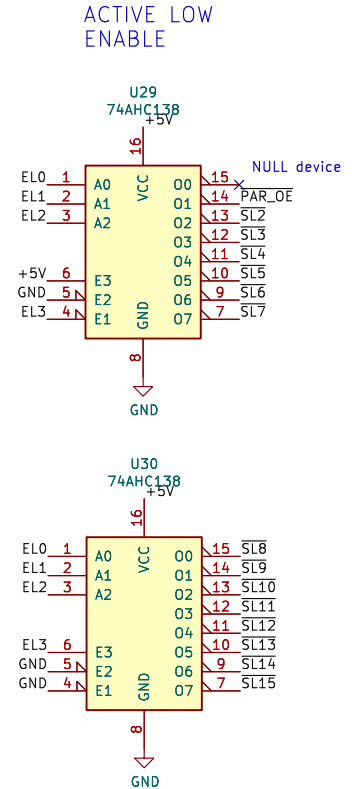 ACTIVE LOW
ENABLE
U29
74AHC138
+5V
16
VCC
NULL device
EL0 1 A0 O0 15
EL1 2 A1 O1 14 PAR_OE
EL2 3 A2 O2 13 SL2
O3 12 SL3
O4 11 SL4
+5V 6 E3 O5 10 SL5
GND 5 E2 O6 9 SL6
EL3 4 E1 O7 7 SL7
GND
8
GND
U30
74AHC138
+5V
16
VCC
EL0 1 A0 O0 15 SL8
EL1 2 A1 O1 14 SL9
EL2 3 A2 O2 13 SL10
O3 12 SL11
O4 11 SL12
EL3 6 E3 O5 10 SL13
GND 5 E2 O6 9 SL14
GND 4 E1 O7 7 SL15
GND
8
GND